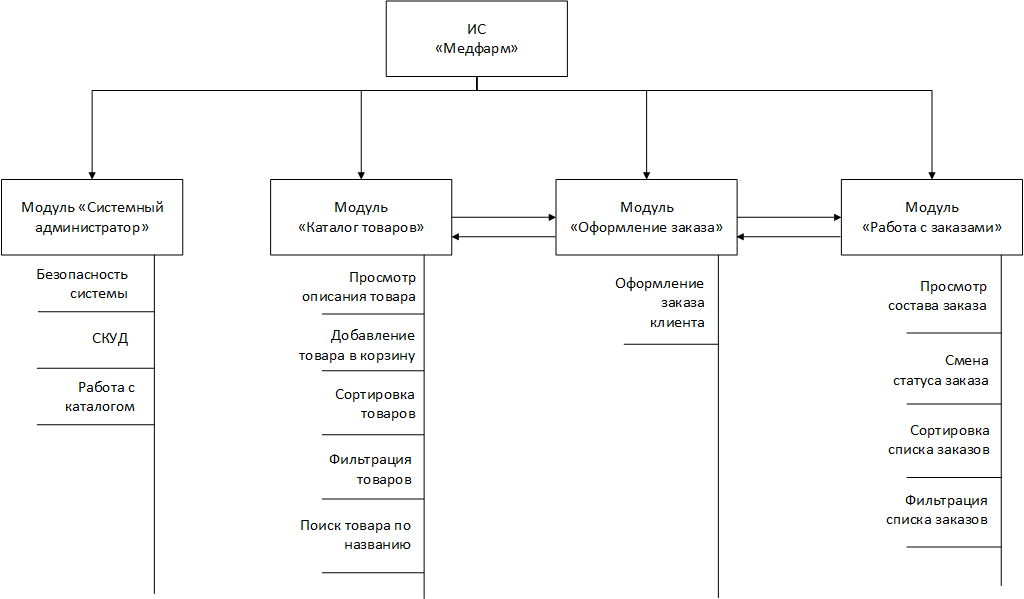 ИС
«Медфарм»
Модуль «Системный
администратор»
Безопасность
системы
СКУД
Работа с
каталогом
Модуль
«Каталог товаров»
Просмотр
описания товара
Добавление
товара в корзину
Сортировка
товаров
Фильтрация
товаров
Поиск товара по
названию
Модуль
«Оформление заказа»
Оформление
заказа
клиента
Модуль
«Работа с заказами»
Просмотр
состава заказа
Смена
статуса заказа
Сортировка
списка заказов
Фильтрация
списка заказов